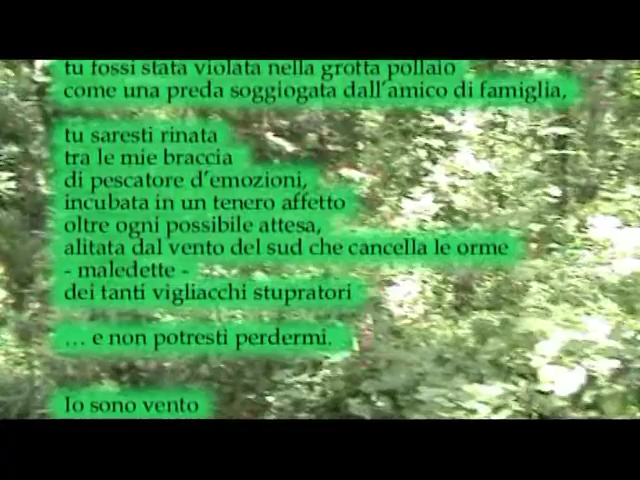 tu fossi stata violata nella grotta pollaio
come una preda soggiogata dall'amico di famiglia,
tu saresti rinata
tra le mie braccia
di pescatore d'emozioni,
incubata in un tenero affetto
oltre ogni possibile attesa,
alitata dal vento del sud che cancella le orme
- maledette -
dei tanti vigliacchi stupratori
… e non potresti perdermi.
Io sono vento